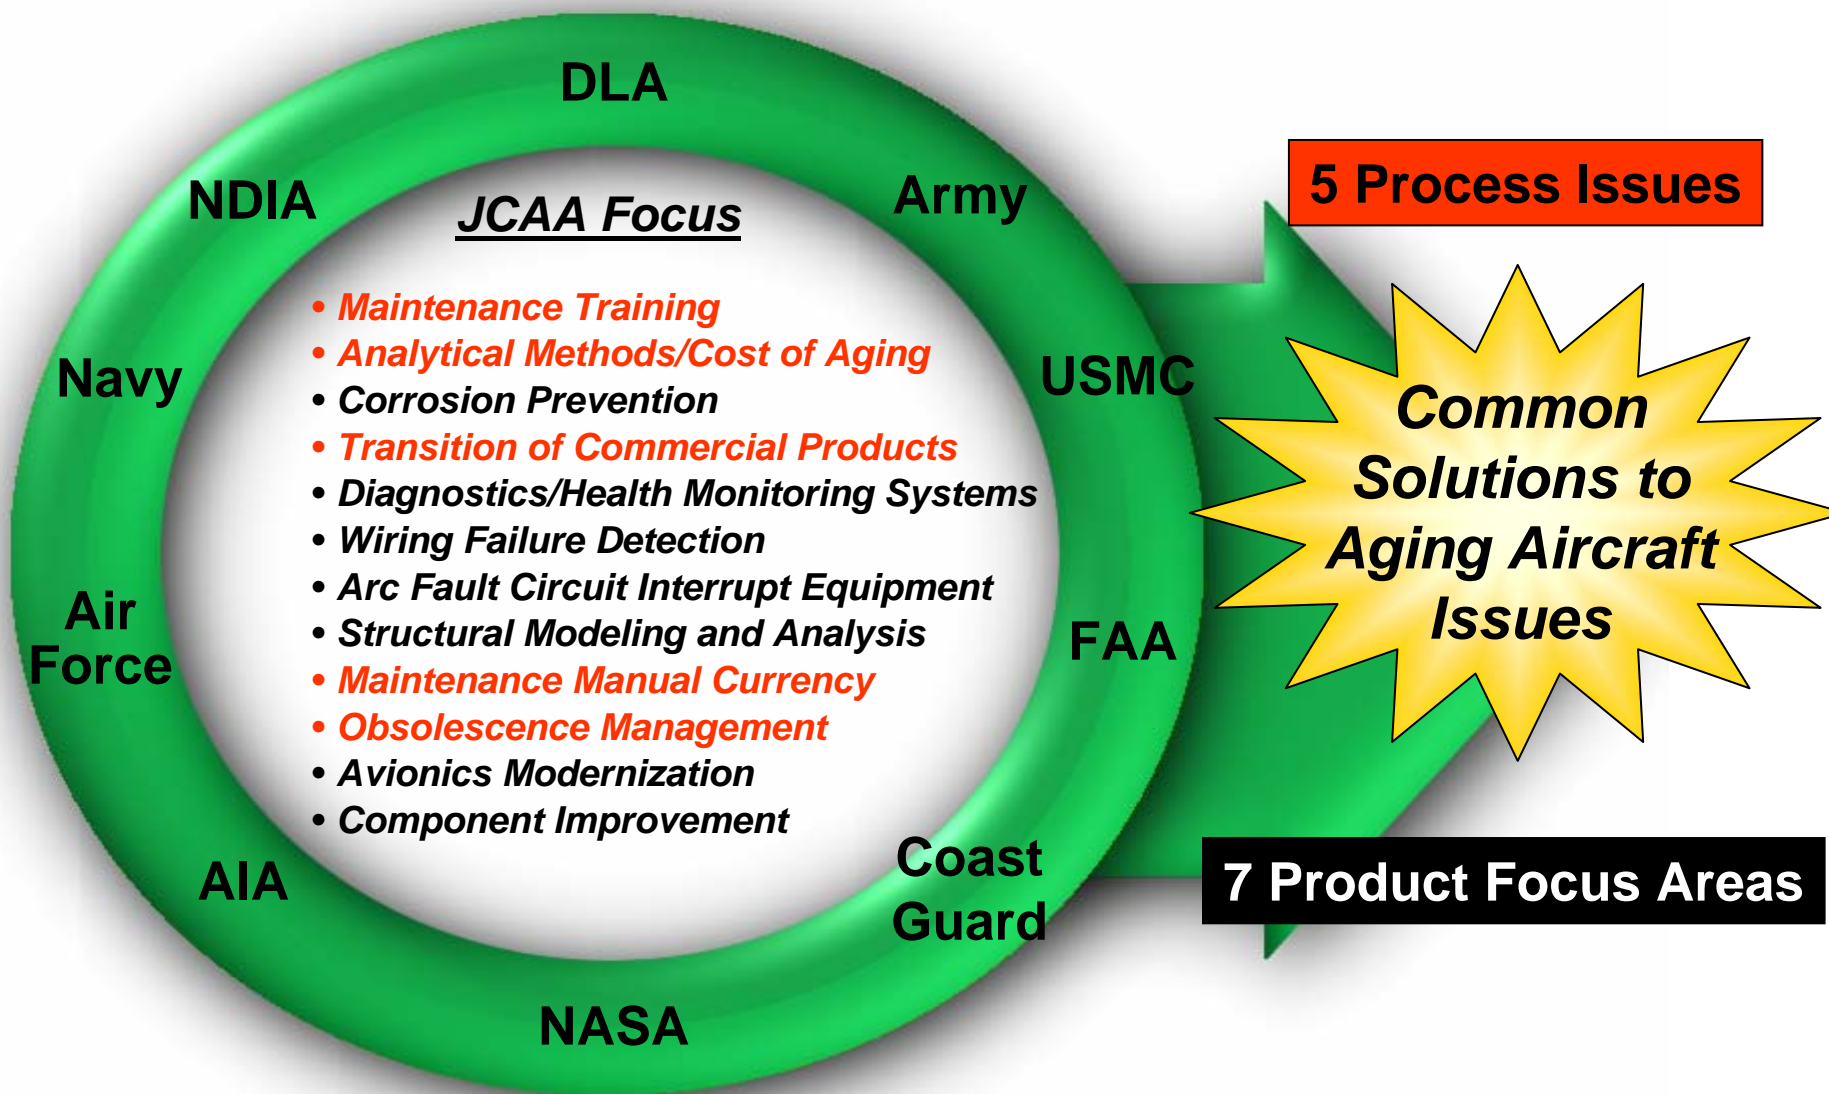 DLA
NDIA
Army
JCAA Focus
• Maintenance Training
• Analytical Methods/Cost of Aging
• Corrosion Prevention
• Transition of Commercial Products
• Diagnostics/Health Monitoring Systems
• Wiring Failure Detection
• Arc Fault Circuit Interrupt Equipment
• Structural Modeling and Analysis
• Maintenance Manual Currency
• Obsolescence Management
• Avionics Modernization
• Component Improvement
Navy
USMC
Air
Force
FAA
AIA
Coast
Guard
NASA
5 Process Issues
Common
Solutions to
Aging Aircraft
Issues
7 Product Focus Areas